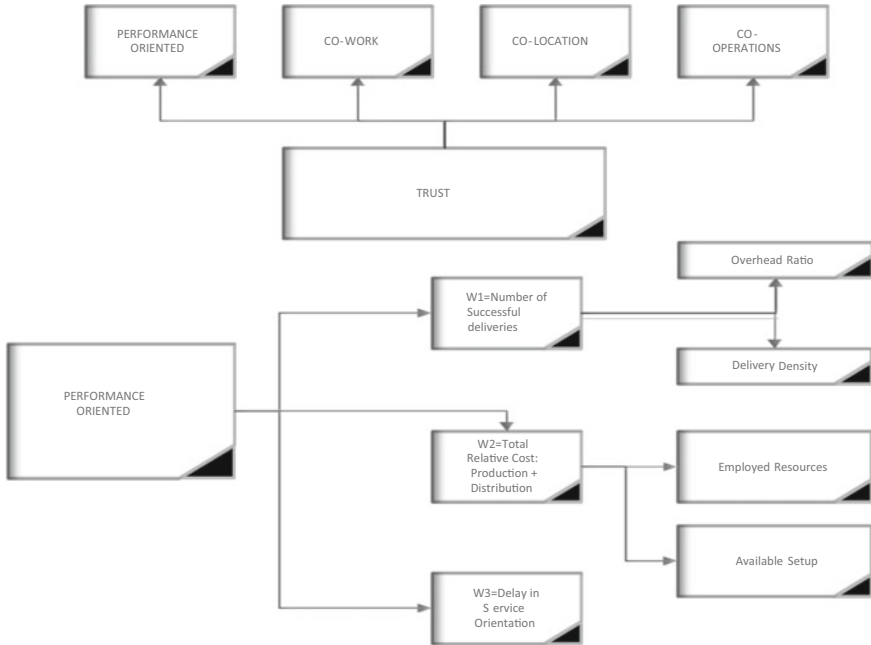 PERFORMANCE
ORIENTED
CO-WORK
CO-LOCATION
CO-
OPERATIONS
TRUST
Overhead Ratio
W1=Number of
Successful
deliveries
Delivery Density
PERFORMANCE
ORIENTED
W2=Total
Relative Cost:
Production +
Distribution
Employed Resources
Available Setup
W3=Delay in
S ervice
Orientation